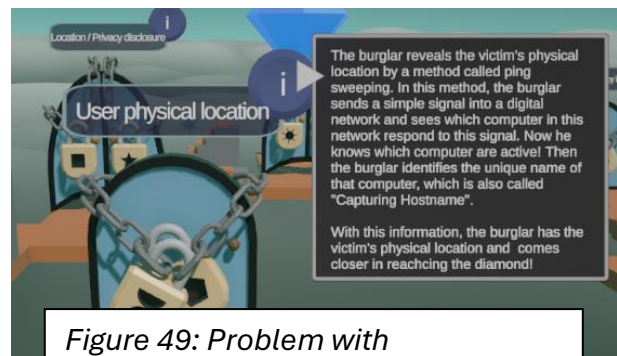 Location / Privacy disclosure
i
User physical location
i
The burglar reveals the victim's physical
location by a method called ping
sweeping. In this method, the burglar
sends a simple signal into a digital
network and sees which computer in this
network respond to this signal. Now he
knows which computer are active! Then
the burglar identifies the unique name of
that computer, which is also called
"Capturing Hostname".
With this information, the burglar has the
victim's physical location and comes
closer in reachcing the diamond!
Figure 49: Problem with